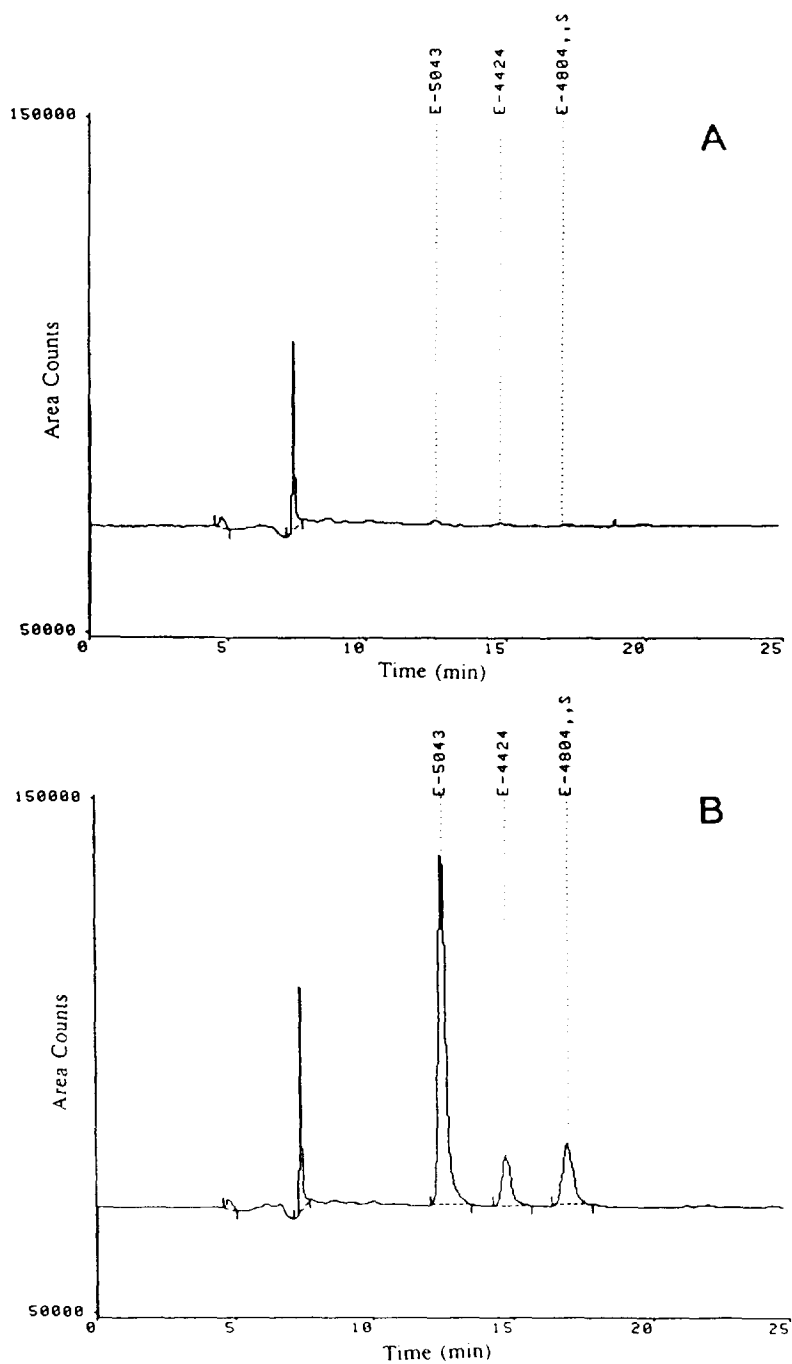 E-5043
E-4424
E-4804,,S
150000
A
Area Counts
50000
0 5 10 15 20 25
Time (min)
E-5043
E-4424
E-4804,,S
150000
B
Area Counts
50000
0 5 10 15 20 25
Time (min)